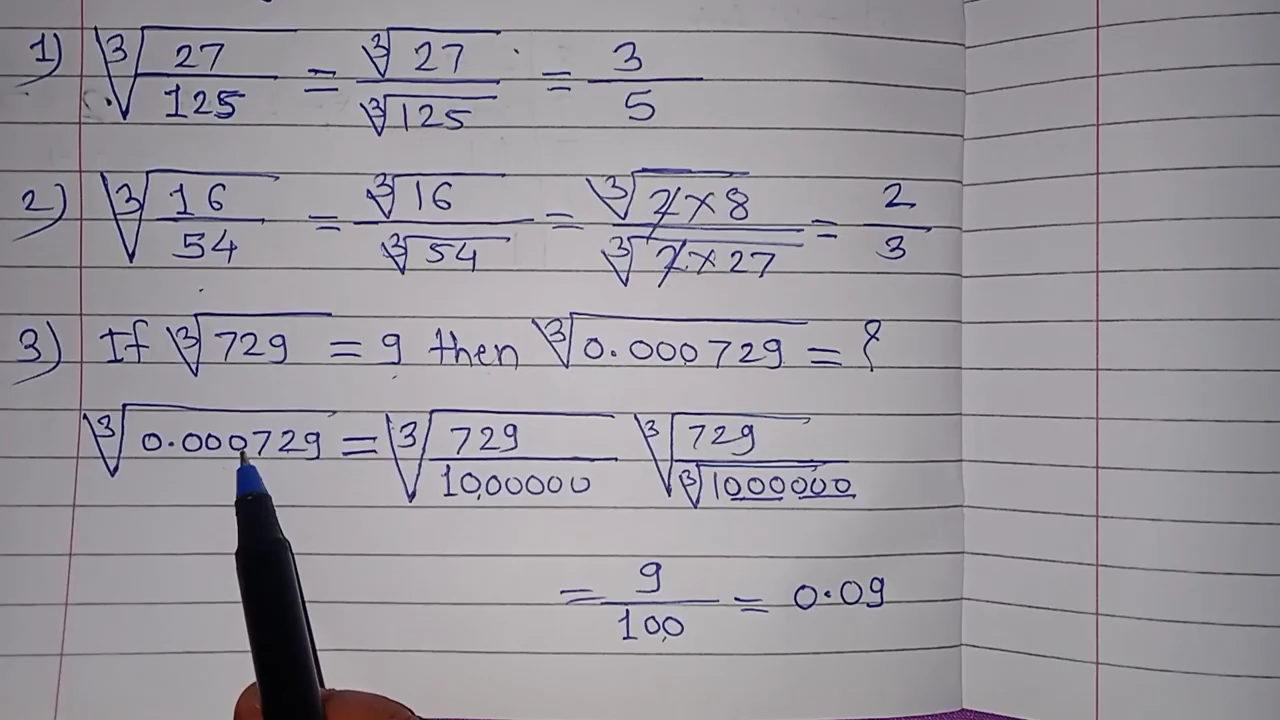 1) ∛(27/125) = ∛27/∛125 = 3/5
2) ∛(16/54) = ∛16/∛54 = ∛(2×8)/∛(2×27) = 2/3
3) If ∛729 = 9 then ∛0.000729 = ?
∛0.000729 = ∛(729/1000000) ∛729/∛1000000
= 9/100 = 0.09